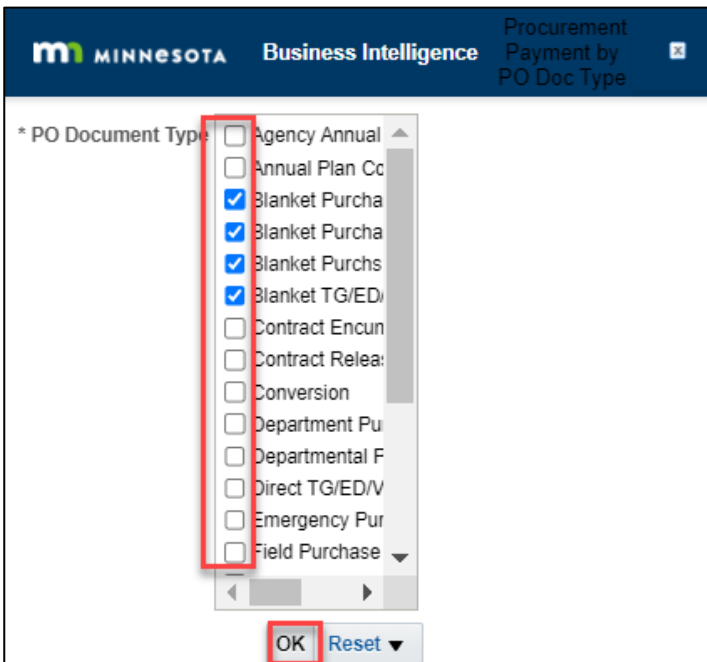 Procurement
mn MINNESOTA Business Intelligence Payment by
PO Doc Type
* PO Document Type Agency Annual
Annual Plan Co
Blanket Purcha
Blanket Purcha
Blanket Purchs
Blanket TG/ED/
Contract Encun
Contract Releas
Conversion
Department Pu
Departmental F
Direct TG/ED/V
Emergency Pur
Field Purchase
OK Reset